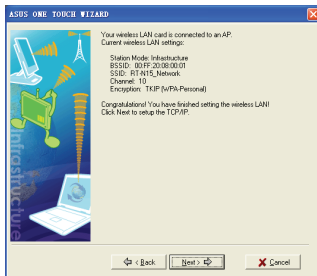 ASUS ONE TOUCH WIZARD
Your wireless LAN card is connected to an AP.
Current wireless LAN settings:
Station Mode: Infrastructure
BSSID: 00:FF:20:08:00:01
SSID: RT-N15_Network
Channel: 10
Encryption: TKIP (WPA-Personal)
Congratulations! You have finished setting the wireless LAN!
Click Next to setup the TCP/IP.
infrastructure
< Back
Next >
Cancel